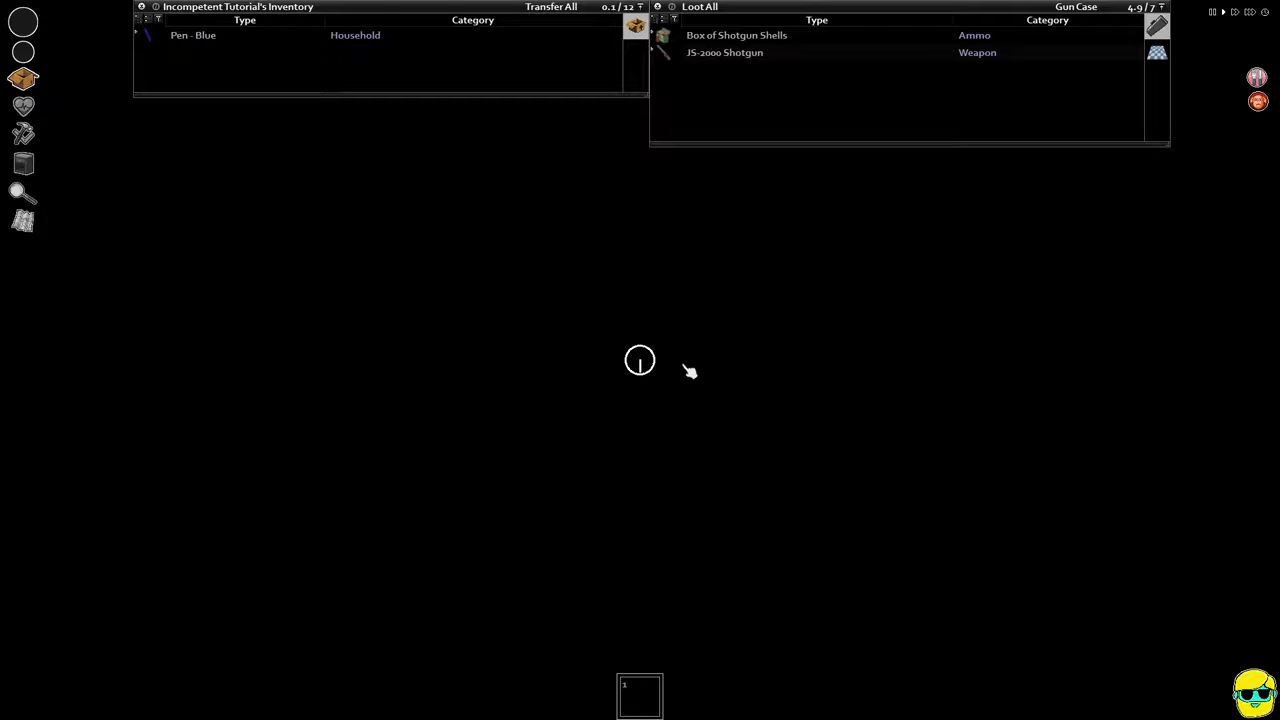 Incompetent Tutorial's Inventory Transfer All 0.1 / 12
Type Category
Pen - Blue Household
Loot All Gun Case 4.9 / 7
Type Category
Box of Shotgun Shells Ammo
JS-2000 Shotgun Weapon
1